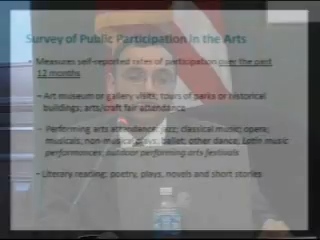 Survey of Public Participation in the Arts
- Measures self-reported rates of participation over the past
12 months
- Art museum or gallery visits; tours of parks or historical
buildings; arts/craft fair attendance
- Performing arts attendance: jazz; classical music; opera;
musicals; non-musical plays; ballet; other dance; Latin music
performances; outdoor performing arts festivals
- Literary reading: poetry, plays, novels and short stories